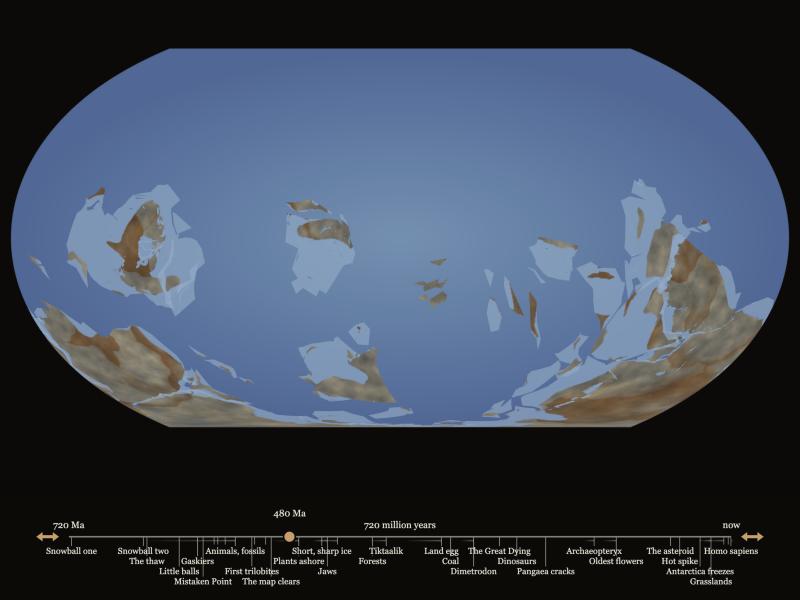 480 Ma
720 Ma 720 million years now
Snowball one Snowball two Animals, fossils Short, sharp ice Tiktaalik Land egg The Great Dying Archaeopteryx The asteroid Homo sapiens
The thaw Gaskiers Plants ashore Forests Coal Dinosaurs Oldest flowers Hot spike
Little balls First trilobites Jaws Dimetrodon Pangaea cracks Antarctica freezes
Mistaken Point The map clears Grasslands